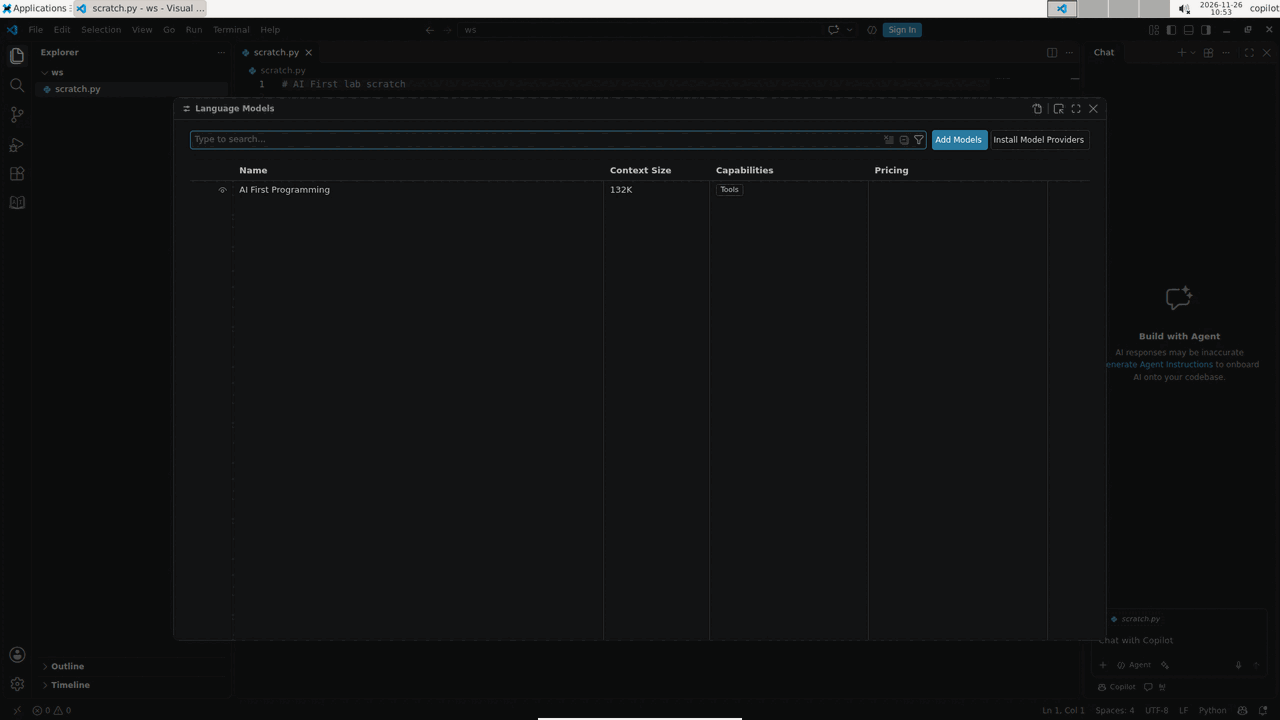 Applications
scratch.py - ws - Visual ...
2026-11-26
10:53
copilot
File Edit Selection View Go Run Terminal Help
ws
Sign In
Explorer
scratch.py
Chat
ws
scratch.py
scratch.py
1 # AI First lab scratch
Language Models
Type to search...
Add Models
Install Model Providers
Name Context Size Capabilities Pricing
AI First Programming 132K Tools
Build with Agent
AI responses may be inaccurate
enerate Agent Instructions to onboard
AI onto your codebase.
scratch.py
Chat with Copilot
Agent
Copilot
Outline
Timeline
0 0
Ln 1, Col 1 Spaces: 4 UTF-8 LF Python